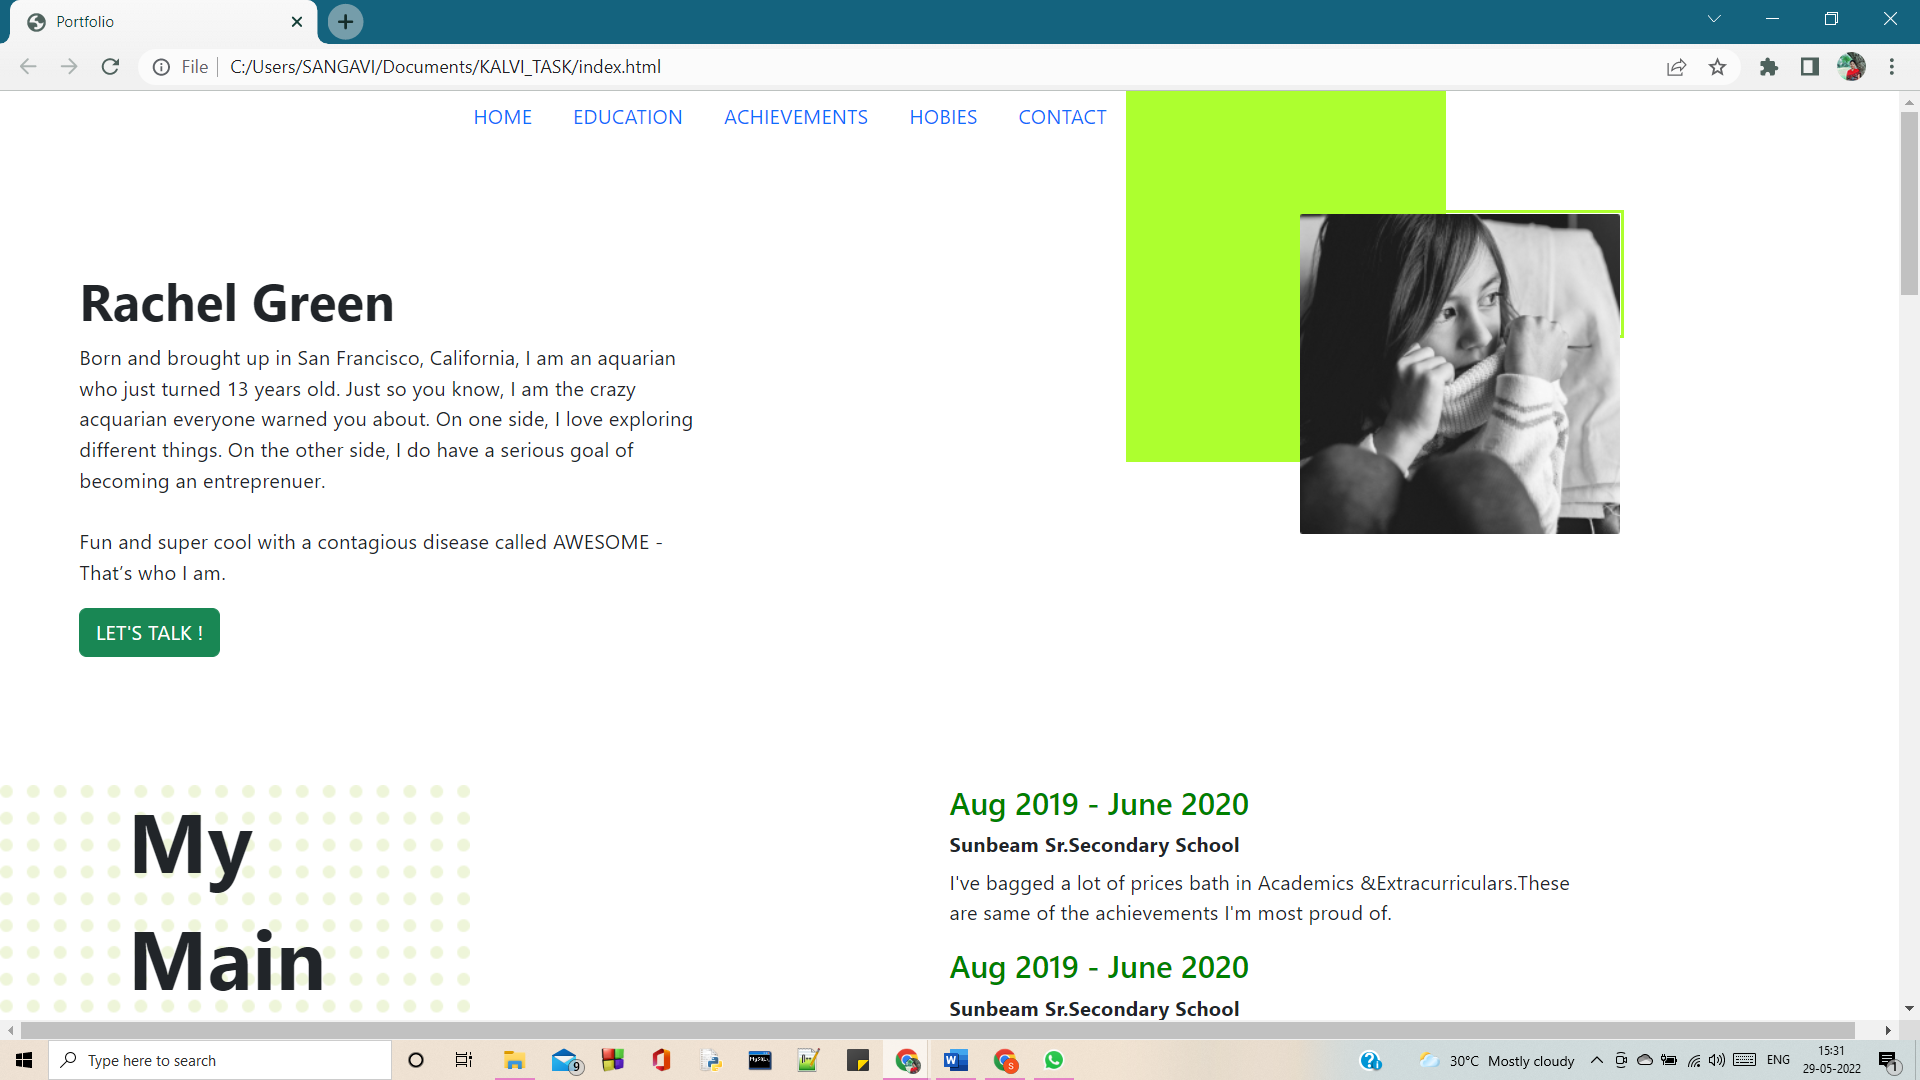 Portfolio
File
C:/Users/SANGAVI/Documents/KALVI_TASK/index.html
HOME EDUCATION ACHIEVEMENTS HOBIES CONTACT
Rachel Green
Born and brought up in San Francisco, California, I am an aquarian
who just turned 13 years old. Just so you know, I am the crazy
acquarian everyone warned you about. On one side, I love exploring
different things. On the other side, I do have a serious goal of
becoming an entreprenuer.
Fun and super cool with a contagious disease called AWESOME -
That's who I am.
LET'S TALK !
My
Main
Aug 2019 - June 2020
Sunbeam Sr.Secondary School
I've bagged a lot of prices bath in Academics &Extracurriculars.These
are same of the achievements I'm most proud of.
Aug 2019 - June 2020
Sunbeam Sr.Secondary School
Type here to search
9
30°C Mostly cloudy
ENG
15:31
29-05-2022
1